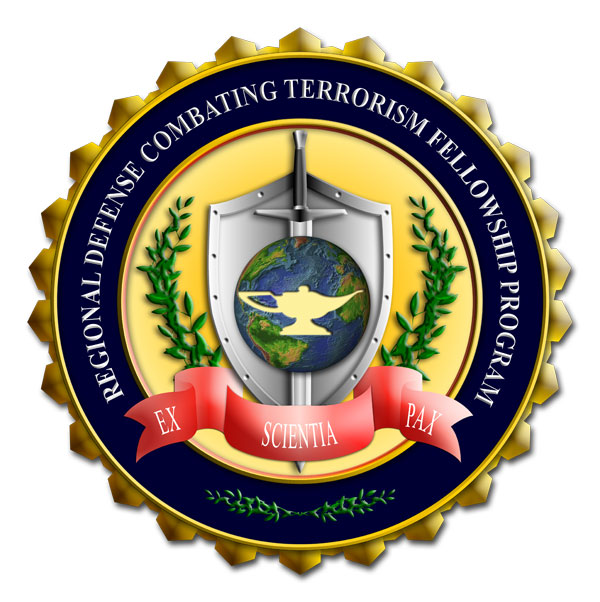 REGIONAL DEFENSE COMBATING TERRORISM FELLOWSHIP PROGRAM
EX SCIENTIA PAX